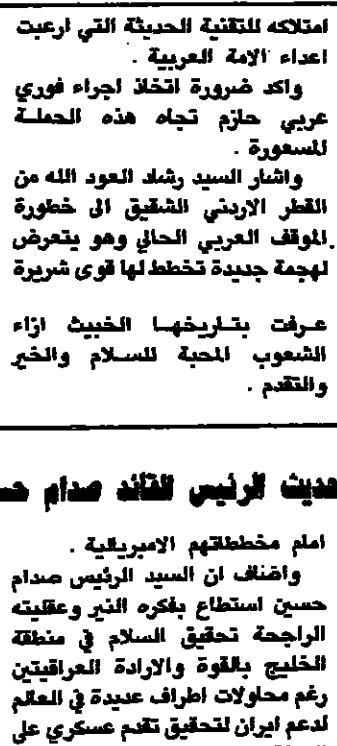 امتلاكه للتقنية الحديثة التي ارعبت
اعداء الامة العربية .
واكد ضرورة اتخاذ اجراء فوري
عربي حازم تجاه هذه الحملة
المسعورة .
واشار السيد رشاد العود الله من
القطر الاردني الشقيق الى خطورة
الموقف العربي الحالي وهو يتعرض
لهجمة جديدة تخطط لها قوى شريرة
عرفت بتاريخها الخبيث ازاء
الشعوب المحبة للسلام والخير
والتقدم .
حديث الرئيس القائد صدام حس
امام مخططاتهم الامبريالية .
واضاف ان السيد الرئيس صدام
حسين استطاع بفكره النير وعقليته
الراجحة تحقيق السلام في منطقة
الخليج بالقوة والارادة العراقيتين
رغم محاولات اطراف عديدة في العالم
لدعم ايران لتحقيق تقدم عسكري على